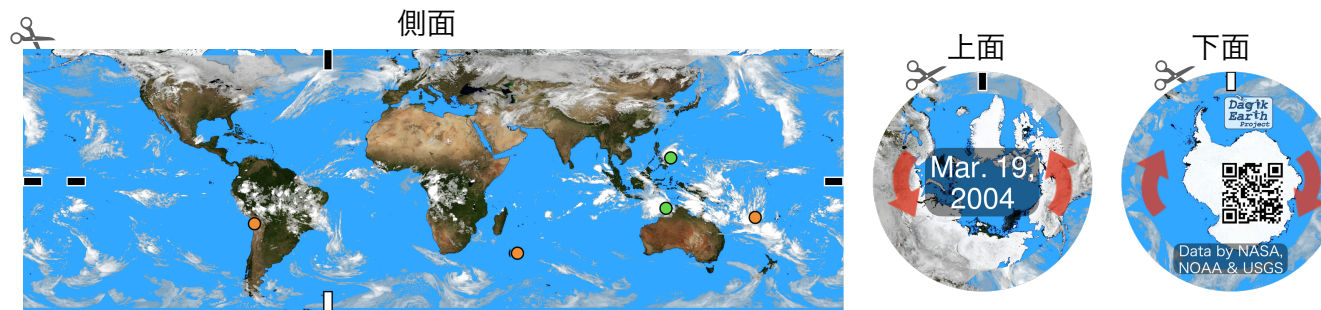 側面
上面
下面
Mar. 19,
2004
Dagik
Earth
Project
Data by NASA,
NOAA & USGS